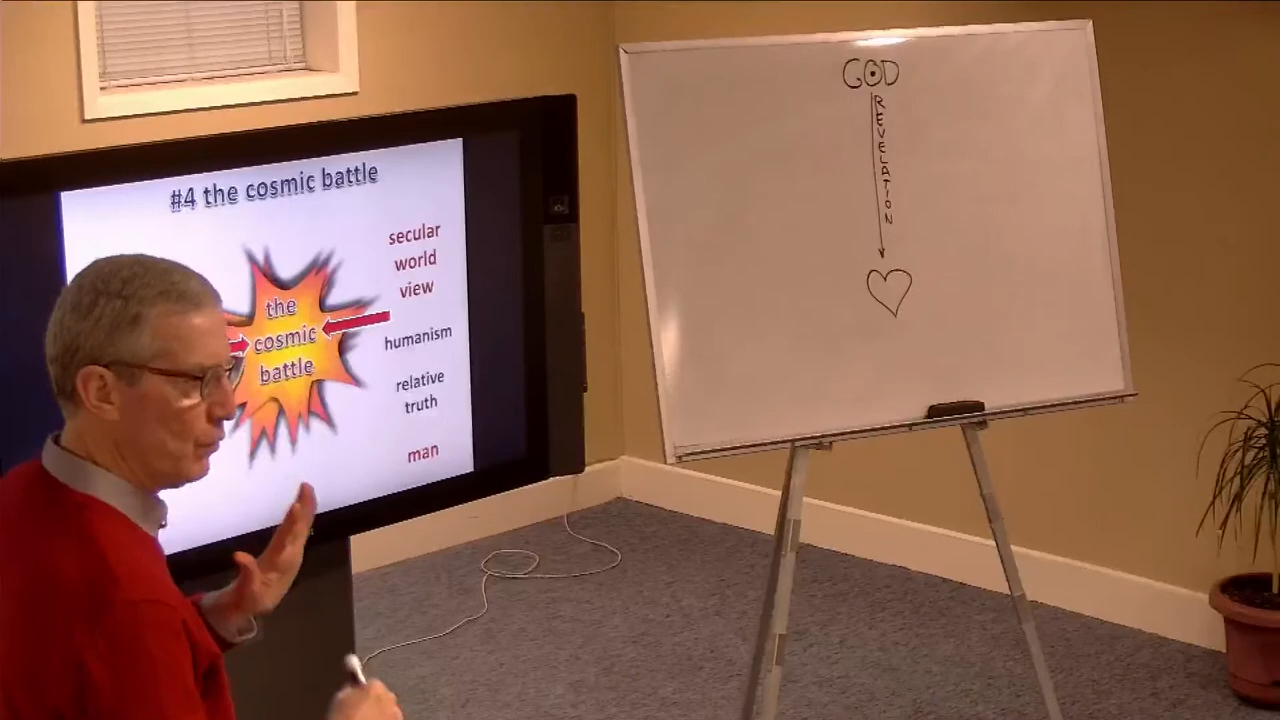 #4 the cosmic battle
the
cosmic
battle
secular
world
view
humanism
relative
truth
man
GOD
REVELATION